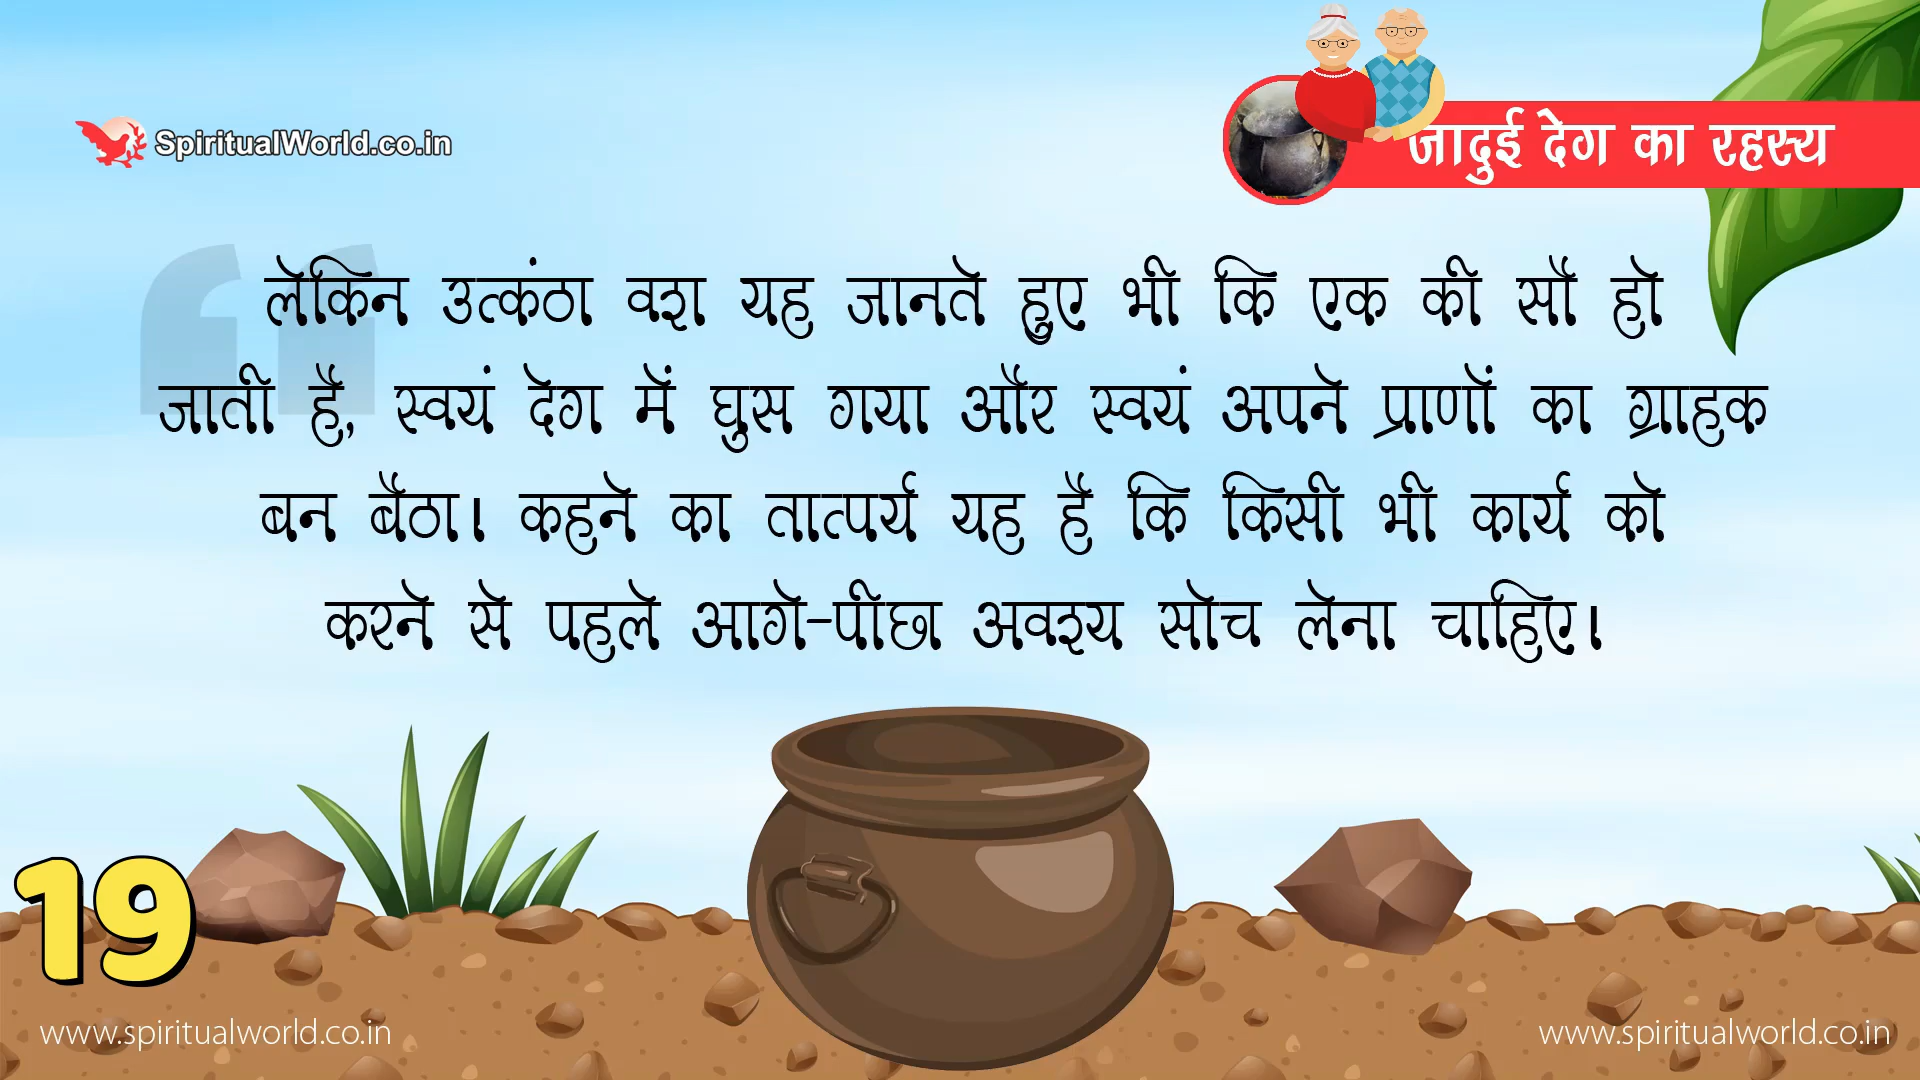 SpiritualWorld.co.in
जादुई देग का रहस्य
लेकिन उत्कंठा वश यह जानते हुए भी कि एक की सौ हो
जाती है, स्वयं देग में घुस गया और स्वयं अपने प्राणों का ग्राहक
बन बैठा। कहने का तात्पर्य यह है कि किसी भी कार्य को
करने से पहले आगे-पीछा अवश्य सोच लेना चाहिए।
19
www.spiritualworld.co.in
www.spiritualworld.co.in